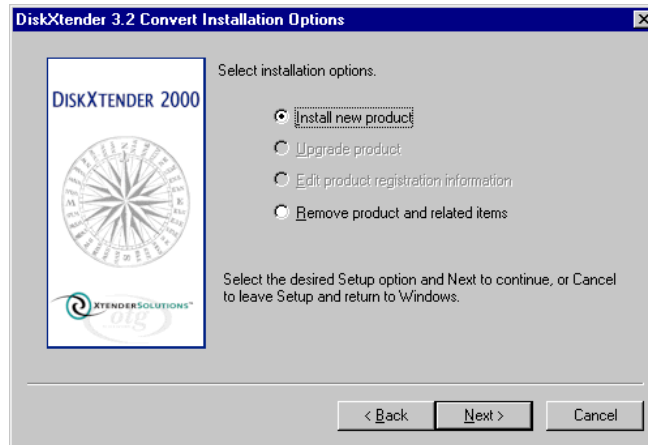 DiskXtender 3.2 Convert Installation Options
Select installation options.
DISKXTENDER 2000
Install new product
Upgrade product
Edit product registration information
Remove product and related items
Select the desired Setup option and Next to continue, or Cancel
to leave Setup and return to Windows.
XTENDERSOLUTIONS™
otg
< Back
Next >
Cancel